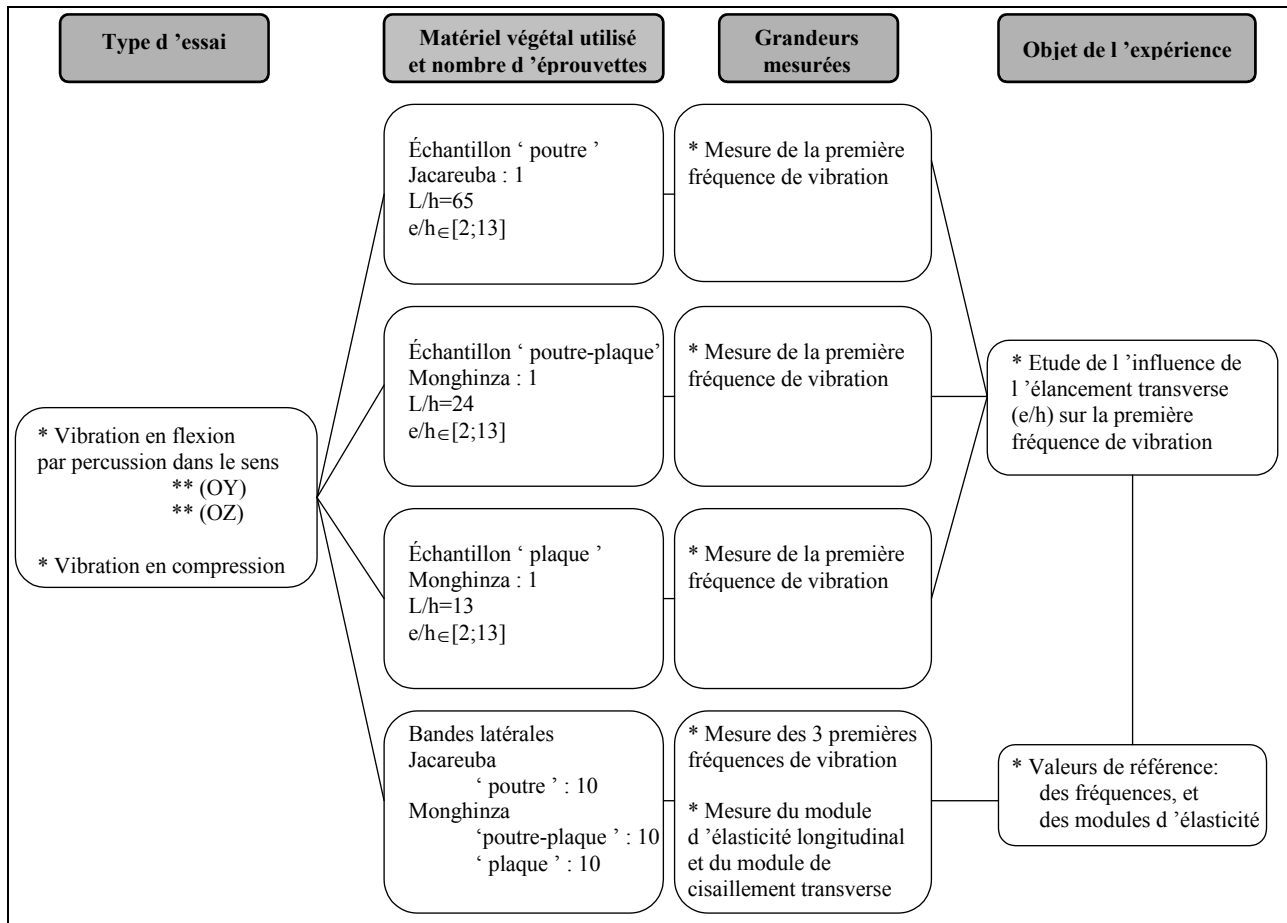 Type d ’essai
Matériel végétal utilisé
et nombre d ’éprouvettes
Grandeurs
mesurées
Objet de l ’expérience
* Vibration en flexion
par percussion dans le sens
** (OY)
** (OZ)
* Vibration en compression
Échantillon ‘ poutre ’
Jacareuba : 1
L/h=65
e/h∈[2;13]
* Mesure de la première
fréquence de vibration
Échantillon ‘ poutre-plaque’
Monghinza : 1
L/h=24
e/h∈[2;13]
* Mesure de la première
fréquence de vibration
Échantillon ‘ plaque ’
Monghinza : 1
L/h=13
e/h∈[2;13]
* Mesure de la première
fréquence de vibration
Bandes latérales
Jacareuba
‘ poutre ’ : 10
Monghinza
‘poutre-plaque ’ : 10
‘ plaque ’ : 10
* Mesure des 3 premières
fréquences de vibration
* Mesure du module
d ’élasticité longitudinal
et du module de
cisaillement transverse
* Etude de l ’influence de
l ’élancement transverse
(e/h) sur la première
fréquence de vibration
* Valeurs de référence:
des fréquences, et
des modules d ’élasticité